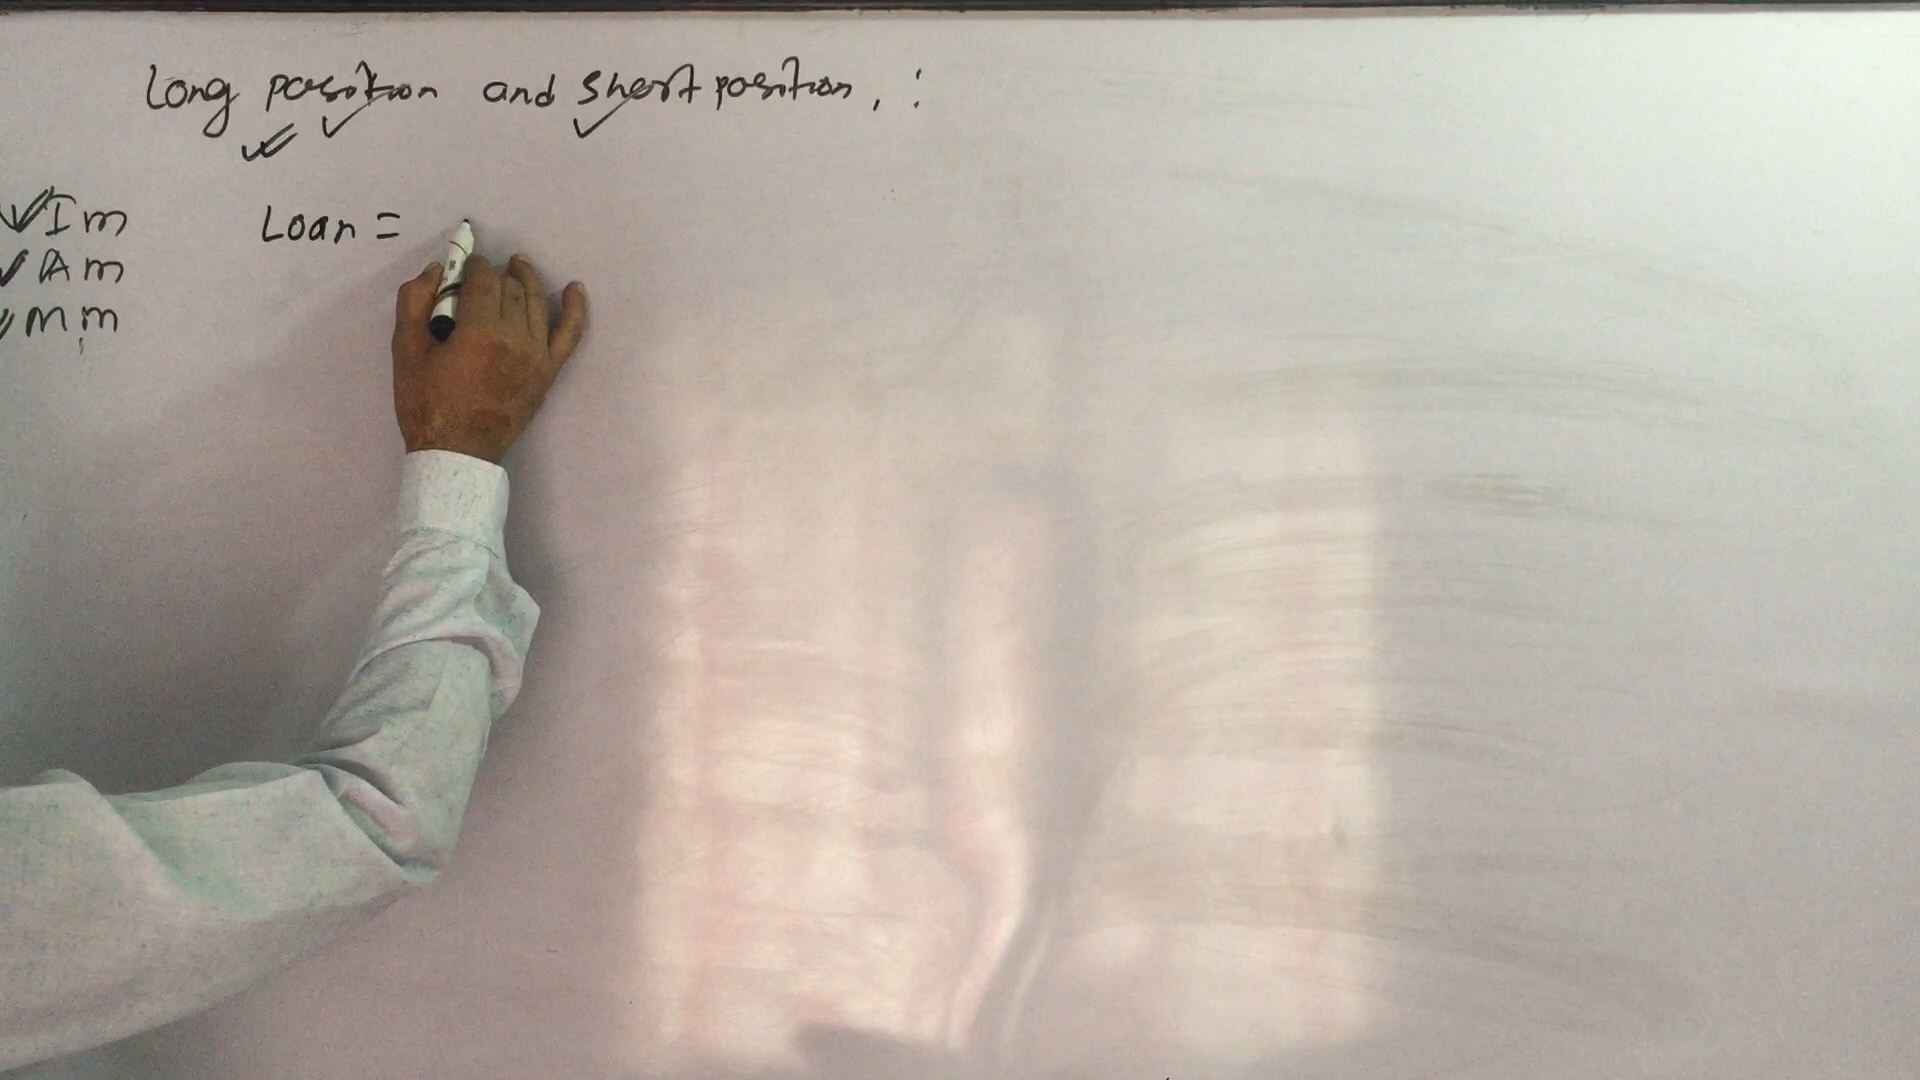 Long position and short position, :
Im
Am
mm
Loan =